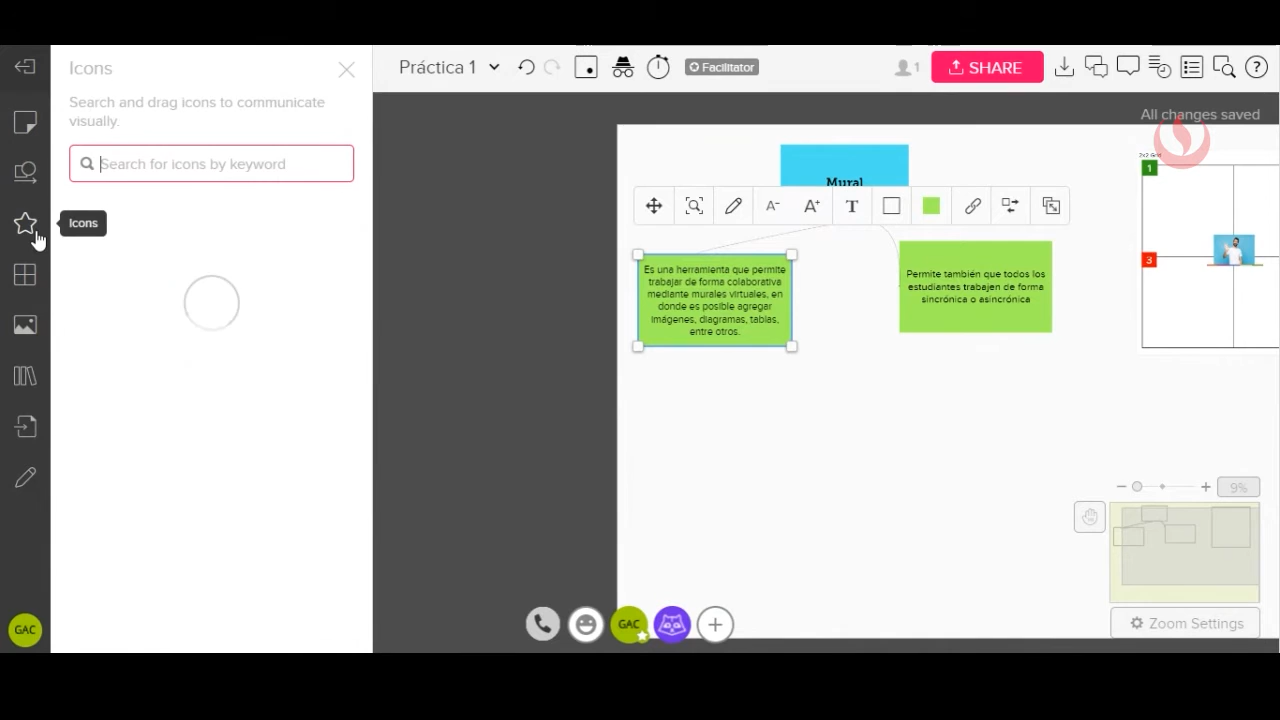 Icons
Search and drag icons to communicate
visually.
Search for icons by keyword
Icons
GAC
Práctica 1
Facilitator
1
SHARE
?
All changes saved
Mural
A-
A+
T
Es una herramienta que permite
trabajar de forma colaborativa
mediante murales virtuales, en
donde es posible agregar
imágenes, diagramas, tablas,
entre otros.
Permite también que todos los
estudiantes trabajen de forma
sincrónica o asincrónica
2x2 Grid
1
3
9%
GAC
Zoom Settings